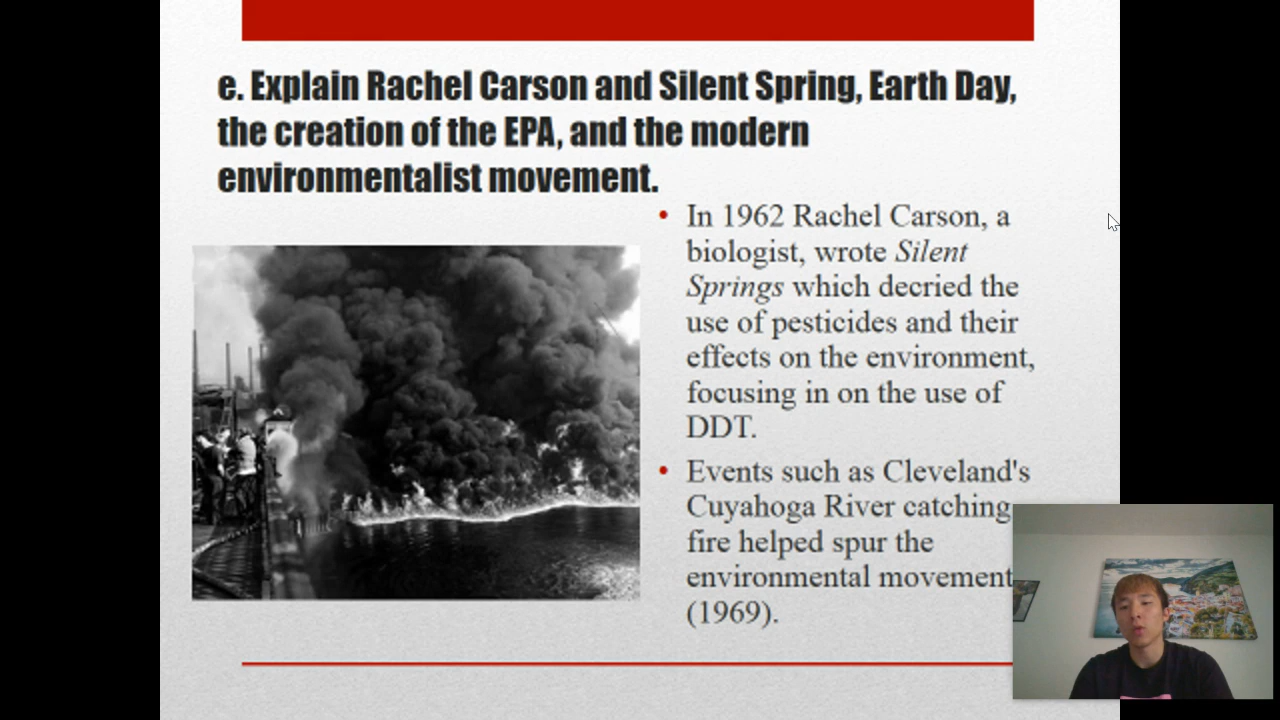 e. Explain Rachel Carson and Silent Spring, Earth Day,
the creation of the EPA, and the modern
environmentalist movement.
• In 1962 Rachel Carson, a
biologist, wrote Silent
Springs which decried the
use of pesticides and their
effects on the environment,
focusing in on the use of
DDT.
• Events such as Cleveland's
Cuyahoga River catching
fire helped spur the
environmental movement
(1969).